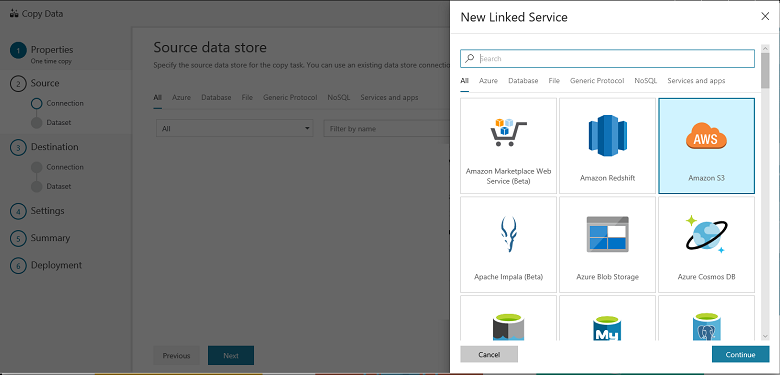 Copy Data
1 Properties
One time copy
2 Source
Connection
Dataset
3 Destination
Connection
Dataset
4 Settings
5 Summary
6 Deployment
Source data store
Specify the source data store for the copy task. You can use an existing data store connection
All Azure Database File Generic Protocol NoSQL Services and apps
All Filter by name
Previous Next
New Linked Service
Search
All Azure Database File Generic Protocol NoSQL Services and apps
AWS
Amazon Marketplace Web
Service (Beta)
Amazon Redshift
Amazon S3
Apache Impala (Beta)
Azure Blob Storage
Azure Cosmos DB
My
Cancel Continue